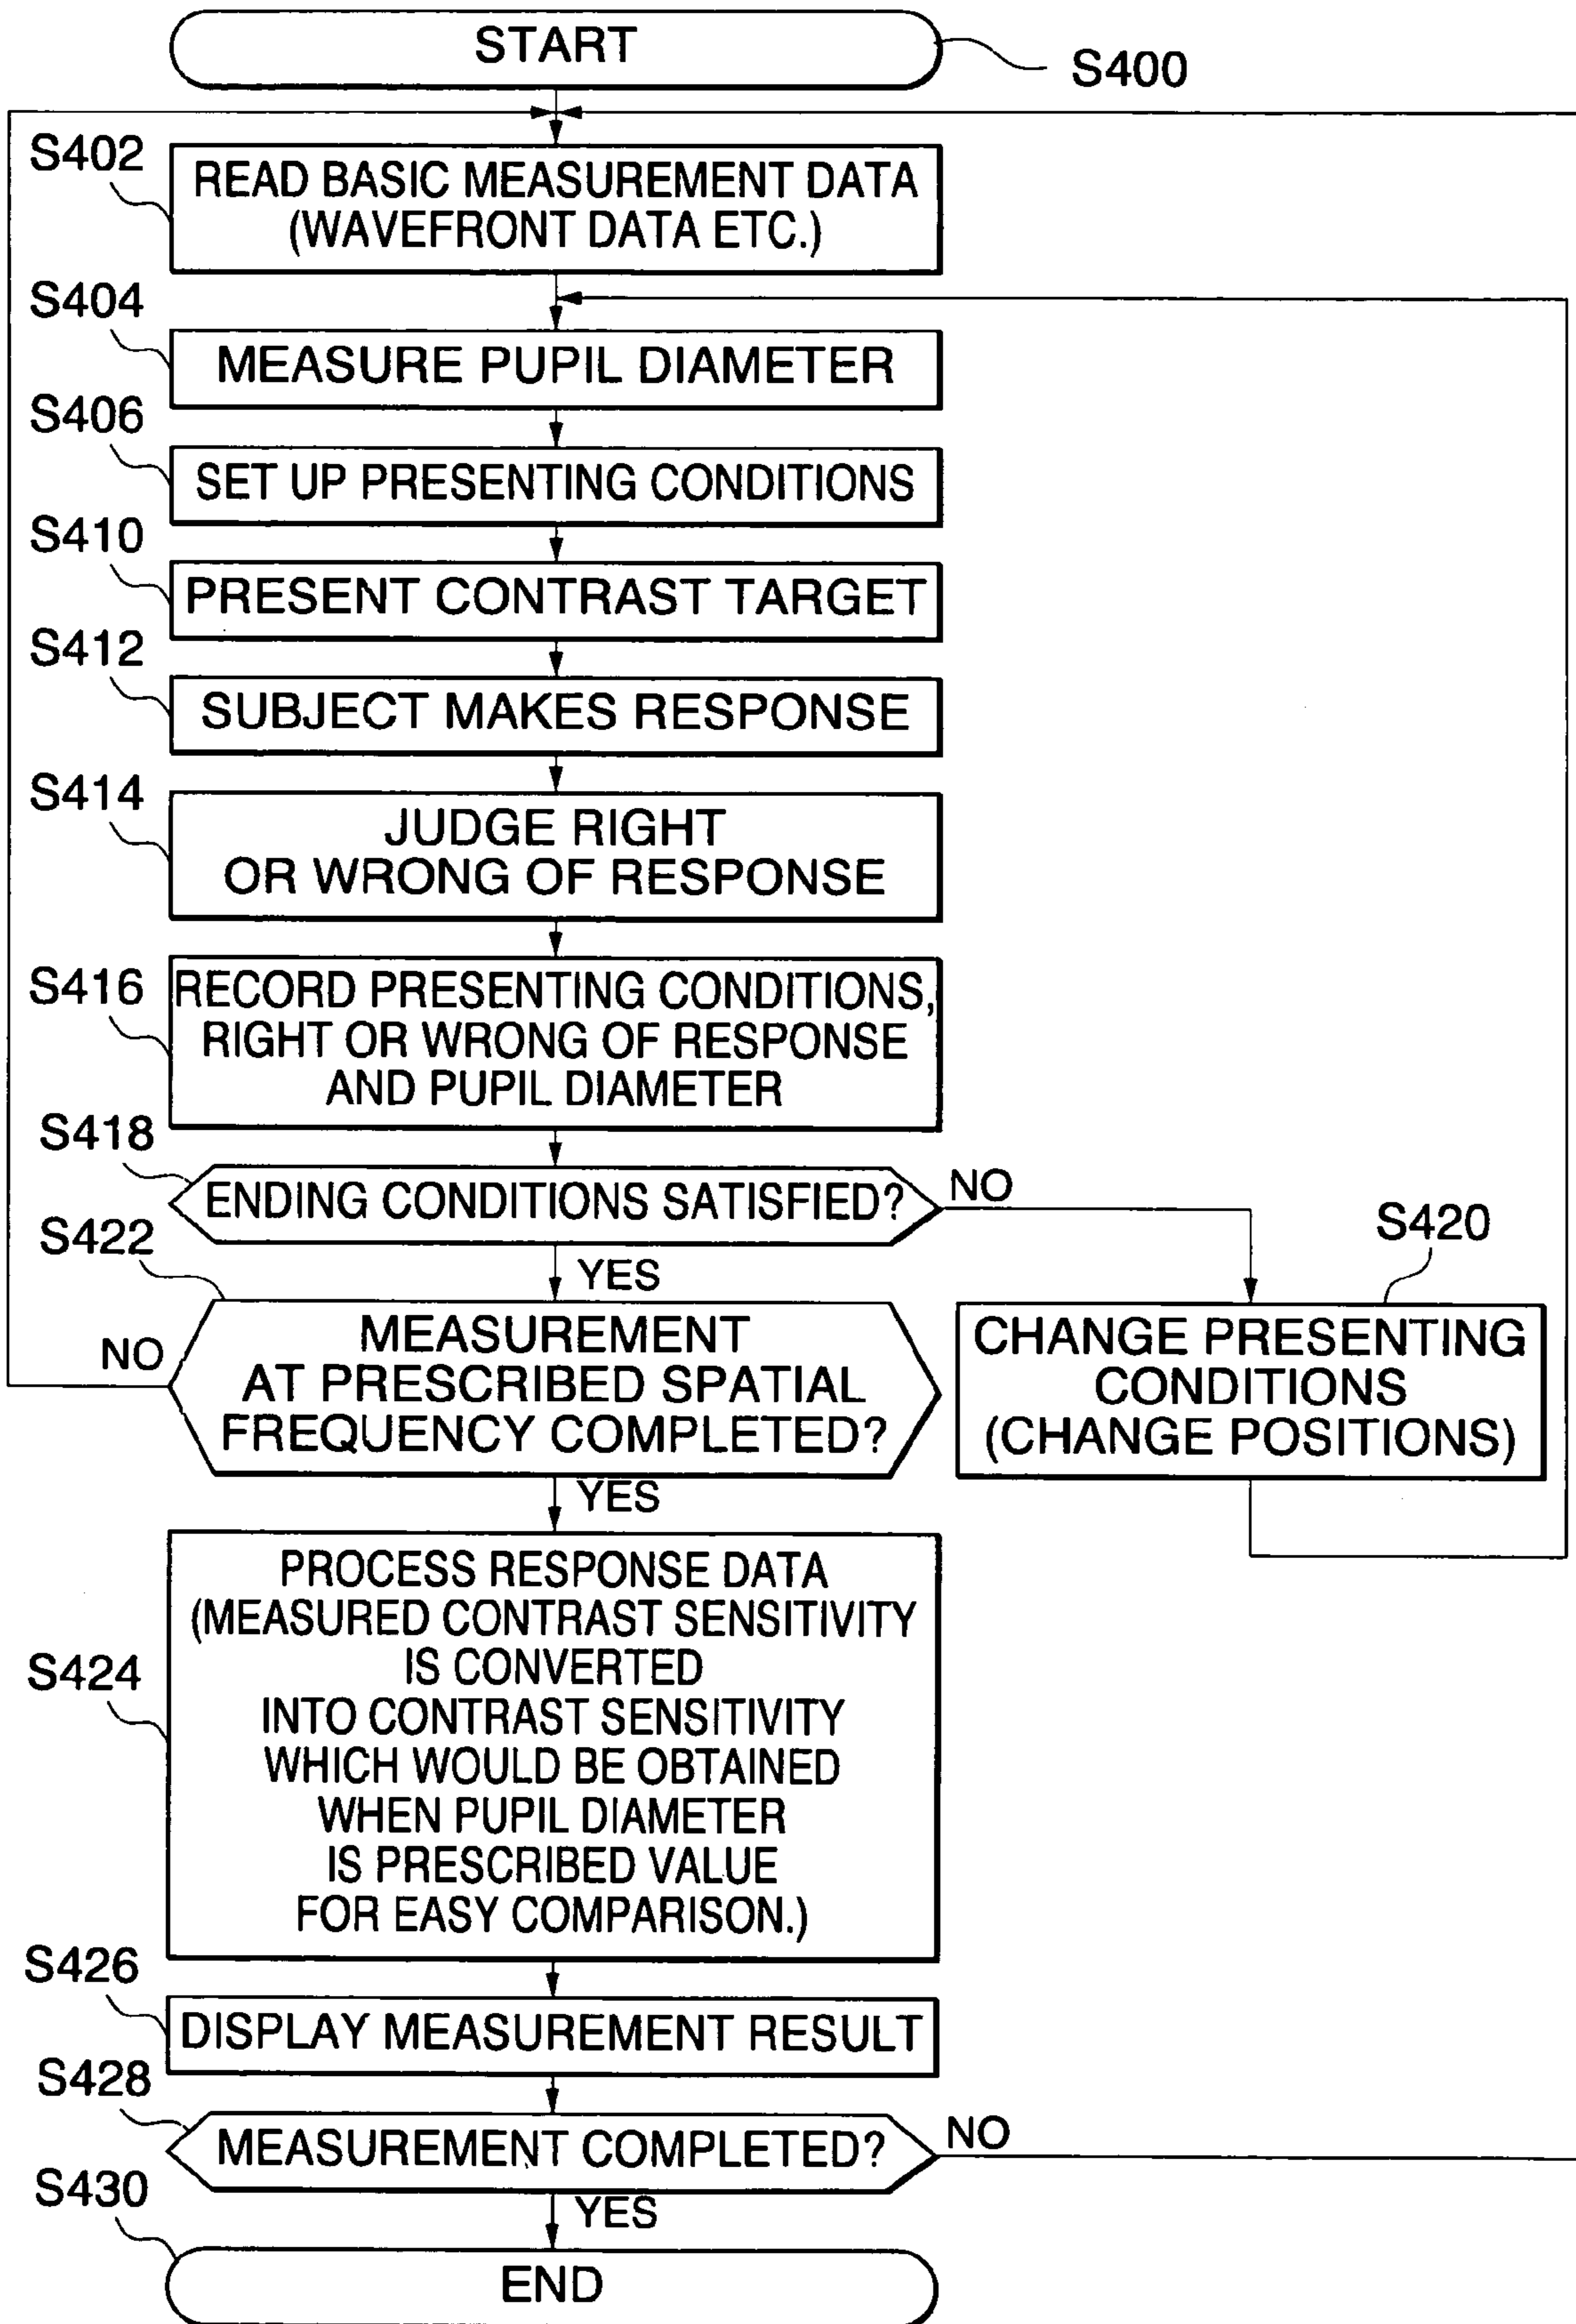 START
S400
S402
READ BASIC MEASUREMENT DATA
(WAVEFRONT DATA ETC.)
S404
MEASURE PUPIL DIAMETER
S406
SET UP PRESENTING CONDITIONS
S410
PRESENT CONTRAST TARGET
S412
SUBJECT MAKES RESPONSE
S414
JUDGE RIGHT
OR WRONG OF RESPONSE
S416
RECORD PRESENTING CONDITIONS,
RIGHT OR WRONG OF RESPONSE
AND PUPIL DIAMETER
S418
ENDING CONDITIONS SATISFIED?
NO
S420
CHANGE PRESENTING
CONDITIONS
(CHANGE POSITIONS)
YES
S422
MEASUREMENT
AT PRESCRIBED SPATIAL
FREQUENCY COMPLETED?
NO
YES
S424
PROCESS RESPONSE DATA
(MEASURED CONTRAST SENSITIVITY
IS CONVERTED
INTO CONTRAST SENSITIVITY
WHICH WOULD BE OBTAINED
WHEN PUPIL DIAMETER
IS PRESCRIBED VALUE
FOR EASY COMPARISON.)
S426
DISPLAY MEASUREMENT RESULT
S428
MEASUREMENT COMPLETED?
NO
YES
S430
END